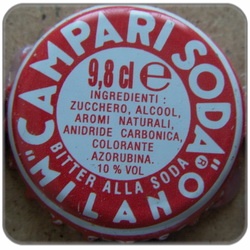 "CAMPARI SODA"®
9,8 cl e
INGREDIENTI:
ZUCCHERO, ALCOOL,
AROMI NATURALI,
ANIDRIDE CARBONICA,
COLORANTE
AZORUBINA.
10 % VOL
BITTER ALLA SODA
MILANO